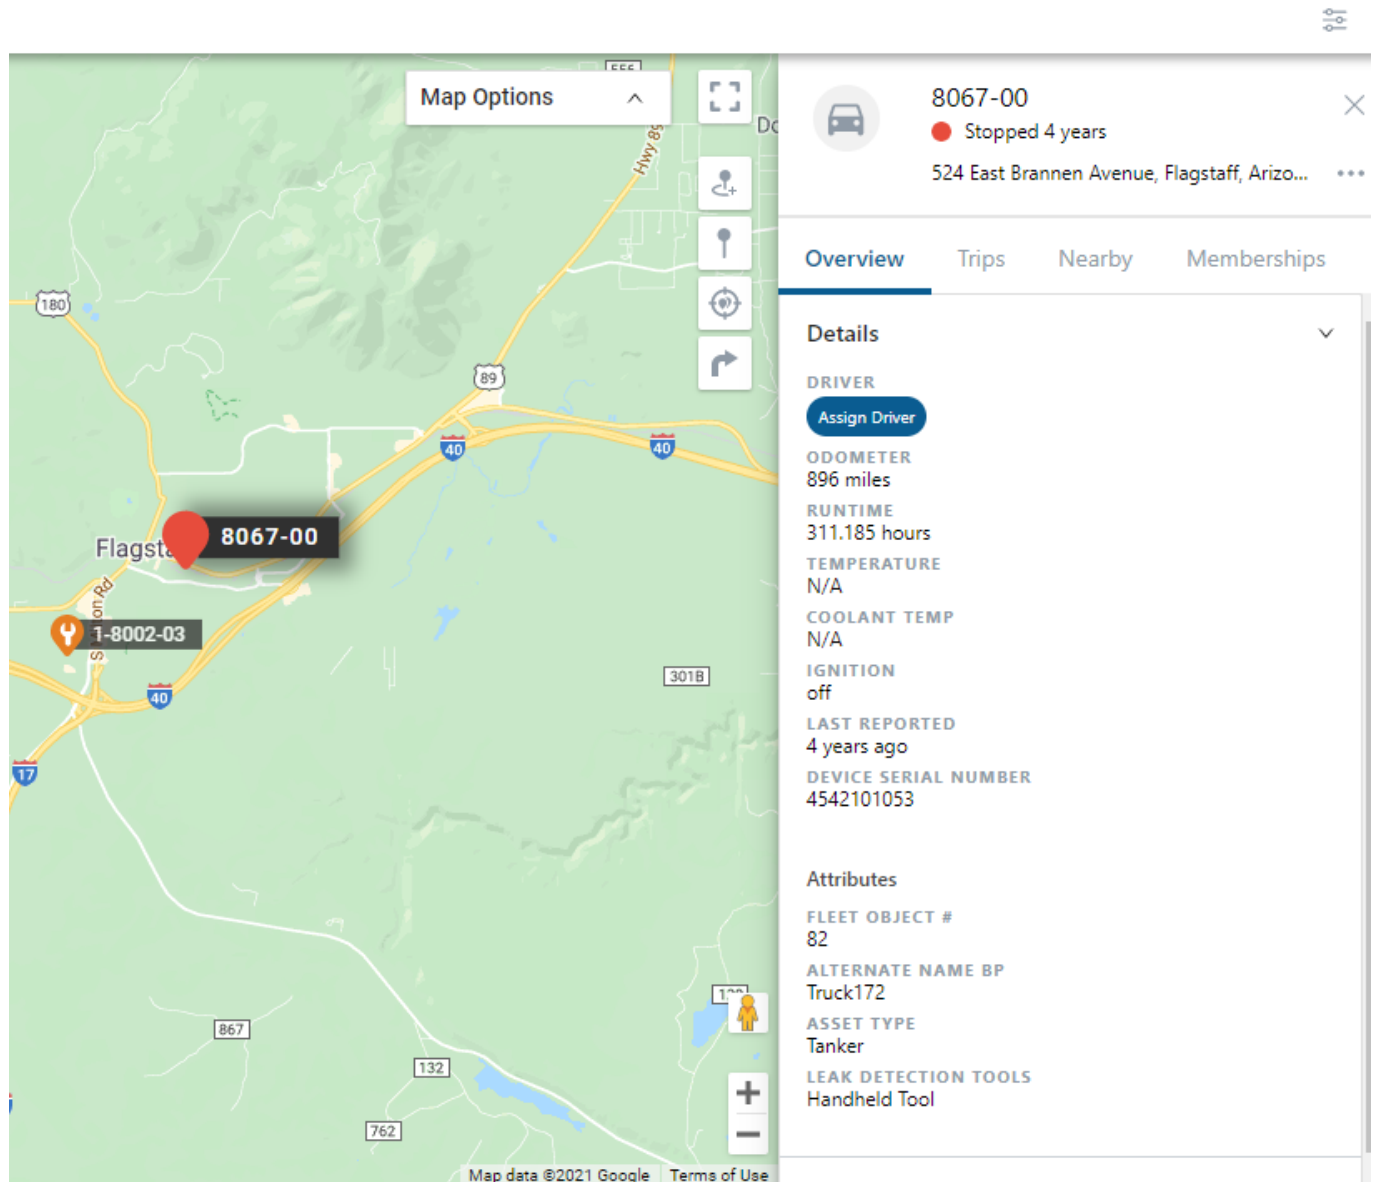 Map Options
8067-00
Stopped 4 years
524 East Brannen Avenue, Flagstaff, Arizo...
Overview Trips Nearby Memberships
Details
DRIVER
Assign Driver
ODOMETER
896 miles
RUNTIME
311.185 hours
TEMPERATURE
N/A
COOLANT TEMP
N/A
IGNITION
off
LAST REPORTED
4 years ago
DEVICE SERIAL NUMBER
4542101053
Attributes
FLEET OBJECT #
82
ALTERNATE NAME BP
Truck172
ASSET TYPE
Tanker
LEAK DETECTION TOOLS
Handheld Tool
Hwy 89
180
89
40
40
8067-00
1-8002-03
301B
40
17
867
132
762
Map data ©2021 Google
Terms of Use